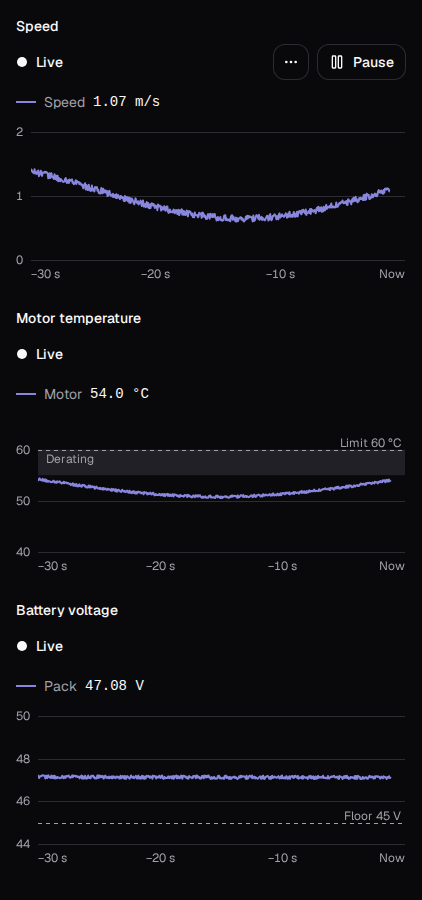 Speed
Live
Pause
Speed 1.07 m/s
2
1
0
−30 s −20 s −10 s Now
Motor temperature
Live
Motor 54.0 °C
Limit 60 °C
60
Derating
50
40
−30 s −20 s −10 s Now
Battery voltage
Live
Pack 47.08 V
50
48
46
Floor 45 V
44
−30 s −20 s −10 s Now